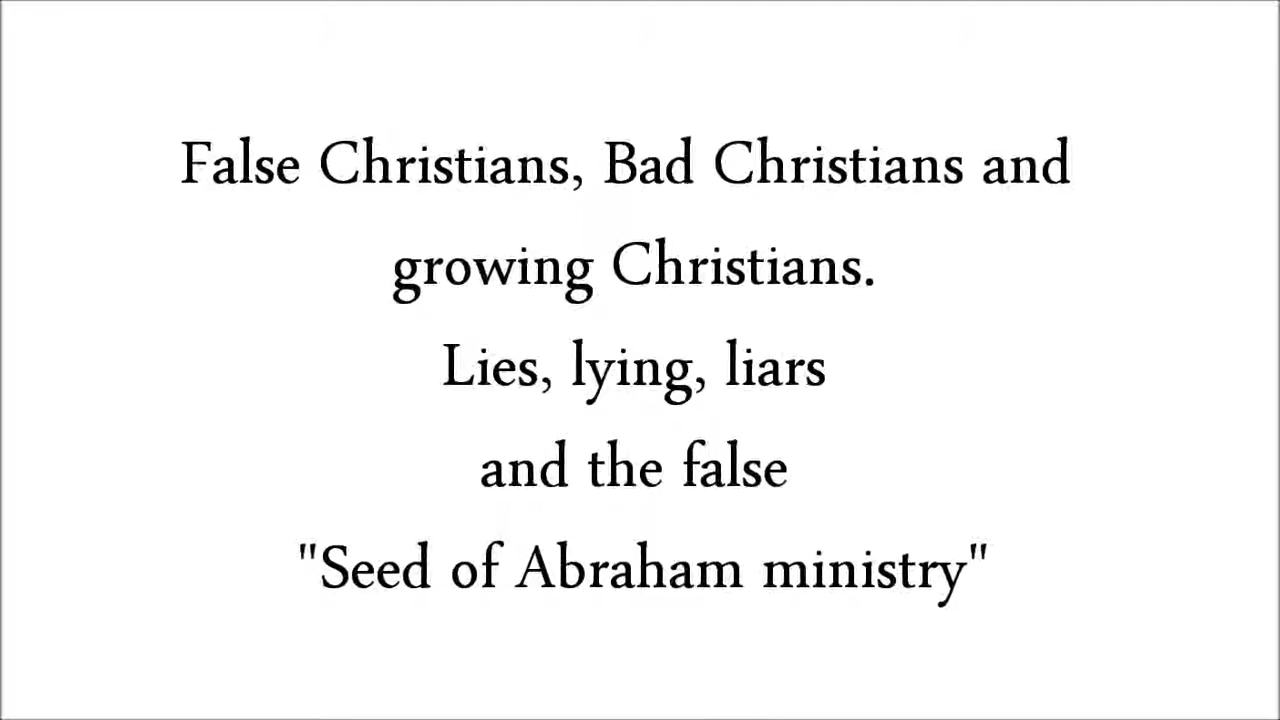 False Christians, Bad Christians and
growing Christians.
Lies, lying, liars
and the false
"Seed of Abraham ministry"